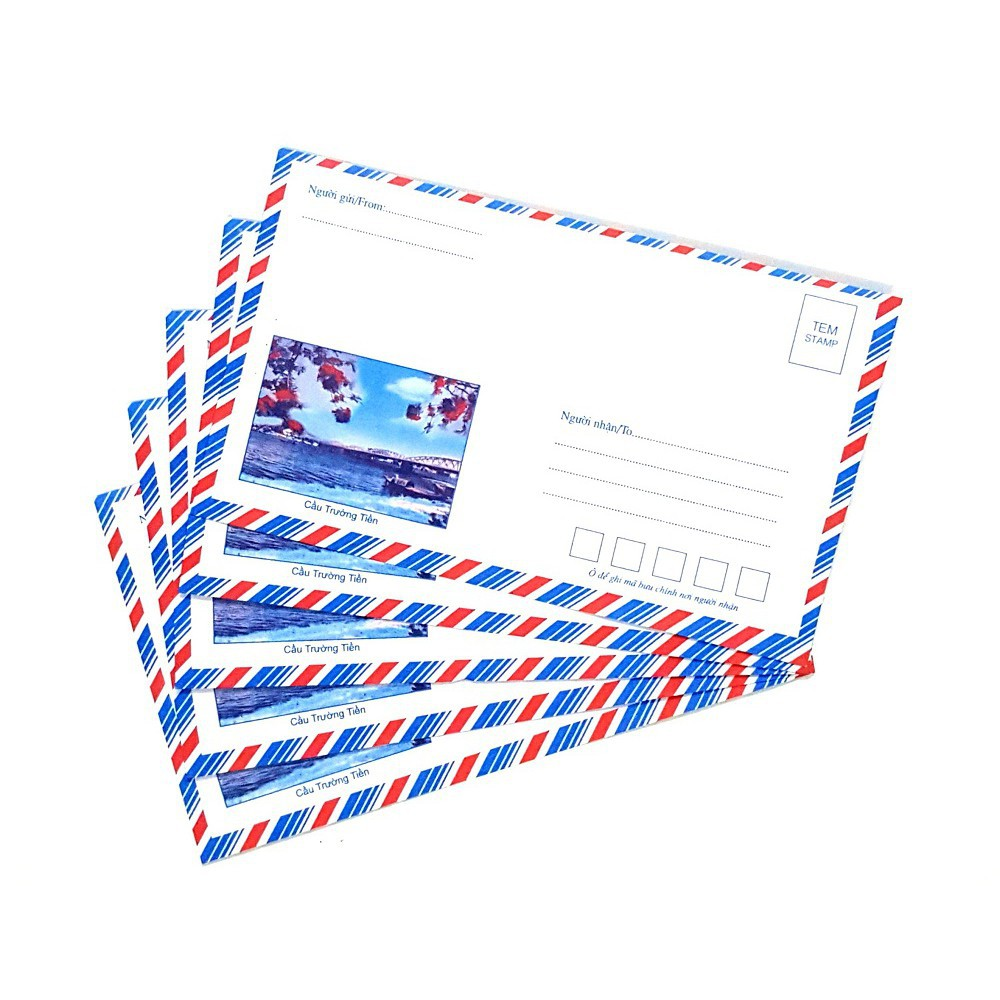 Người gửi/From:
TEM
STAMP
Người nhận/To
Cầu Trường Tiền
Ô để ghi mã bưu chính nơi người nhận
Cầu Trường Tiền
Cầu Trường Tiền
Cầu Trường Tiền
Cầu Trường Tiền